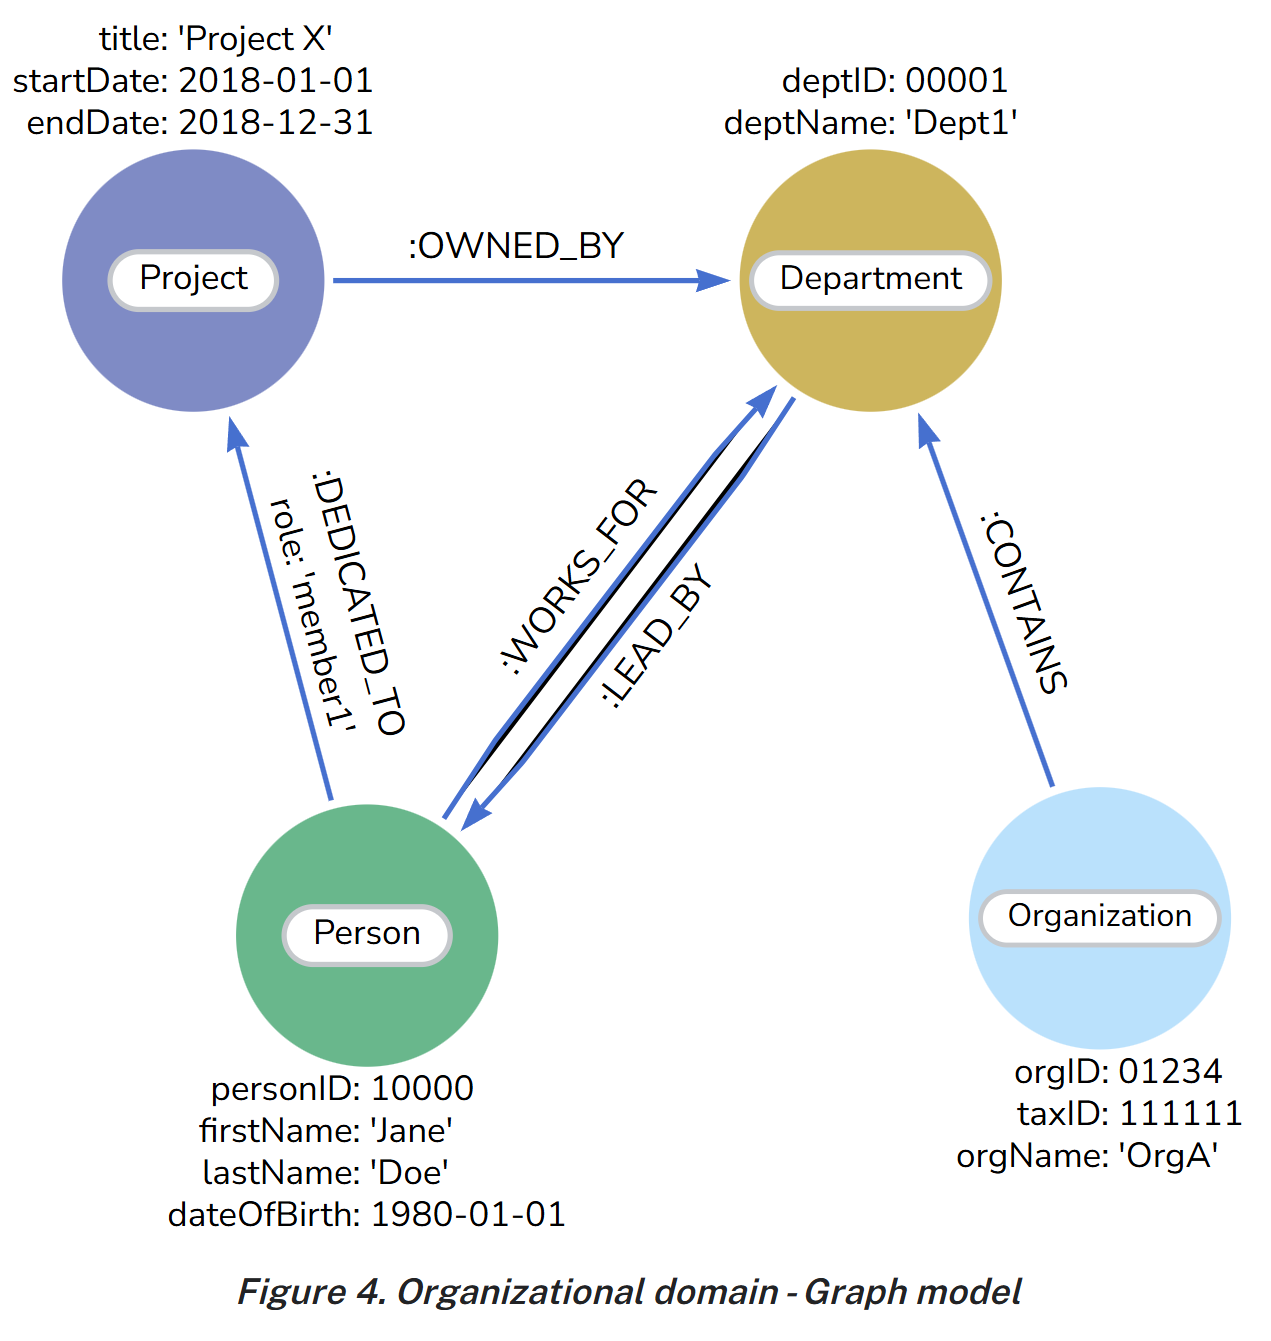 title: 'Project X'
startDate: 2018-01-01
endDate: 2018-12-31
deptID: 00001
deptName: 'Dept1'
Project
:OWNED_BY
Department
:DEDICATED_TO
role: 'member1'
:WORKS_FOR
:LEAD_BY
:CONTAINS
Person
Organization
personID: 10000
firstName: 'Jane'
lastName: 'Doe'
dateOfBirth: 1980-01-01
orgID: 01234
taxID: 111111
orgName: 'OrgA'
Figure 4. Organizational domain - Graph model